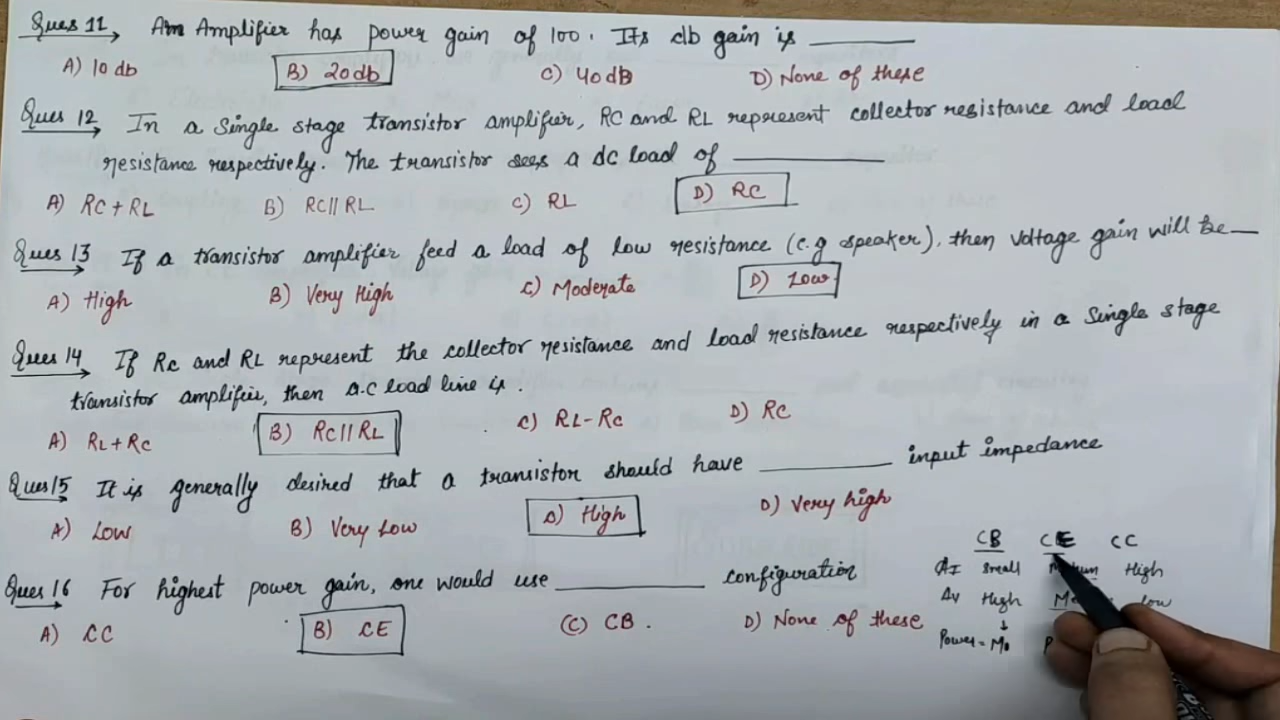 Ques 11 Am Amplifier has power gain of 100. Its db gain is ______
A) 10 db B) 20db C) 40dB D) None of these
Ques 12 In a Single stage transistor amplifier, RC and RL represent collector resistance and load
resistance respectively. The transistor sees a dc load of ______
A) RC + RL B) RC || RL C) RL D) RC
Ques 13 If a transistor amplifier feed a load of low resistance (e.g speaker), then voltage gain will be __
A) High B) Very High C) Moderate D) Low
Ques 14 If Rc and RL represent the collector resistance and load resistance respectively in a single stage
transistor amplifier, then a.c load line is.
A) RL + RC B) RC || RL C) RL - RC D) RC
Ques 15 It is generally desired that a transistor should have ______ input impedance
A) Low B) Very Low C) High D) Very high
Ques 16 For highest power gain, one would use ______ configuration
A) CC B) CE (C) CB. D) None of these
CB CE CC
AI Small High
Av High low
Power =